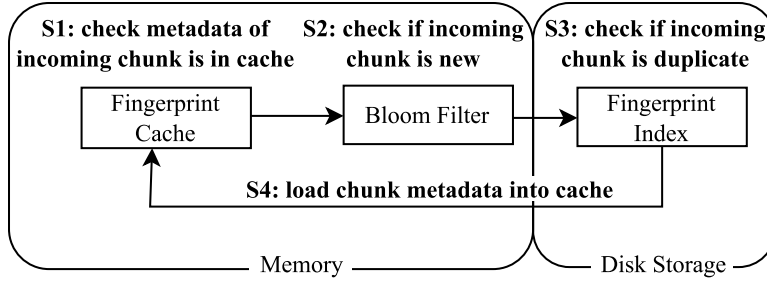 S1: check metadata of
incoming chunk is in cache
S2: check if incoming
chunk is new
S3: check if incoming
chunk is duplicate
Fingerprint
Cache
Bloom Filter
Fingerprint
Index
S4: load chunk metadata into cache
Memory
Disk Storage